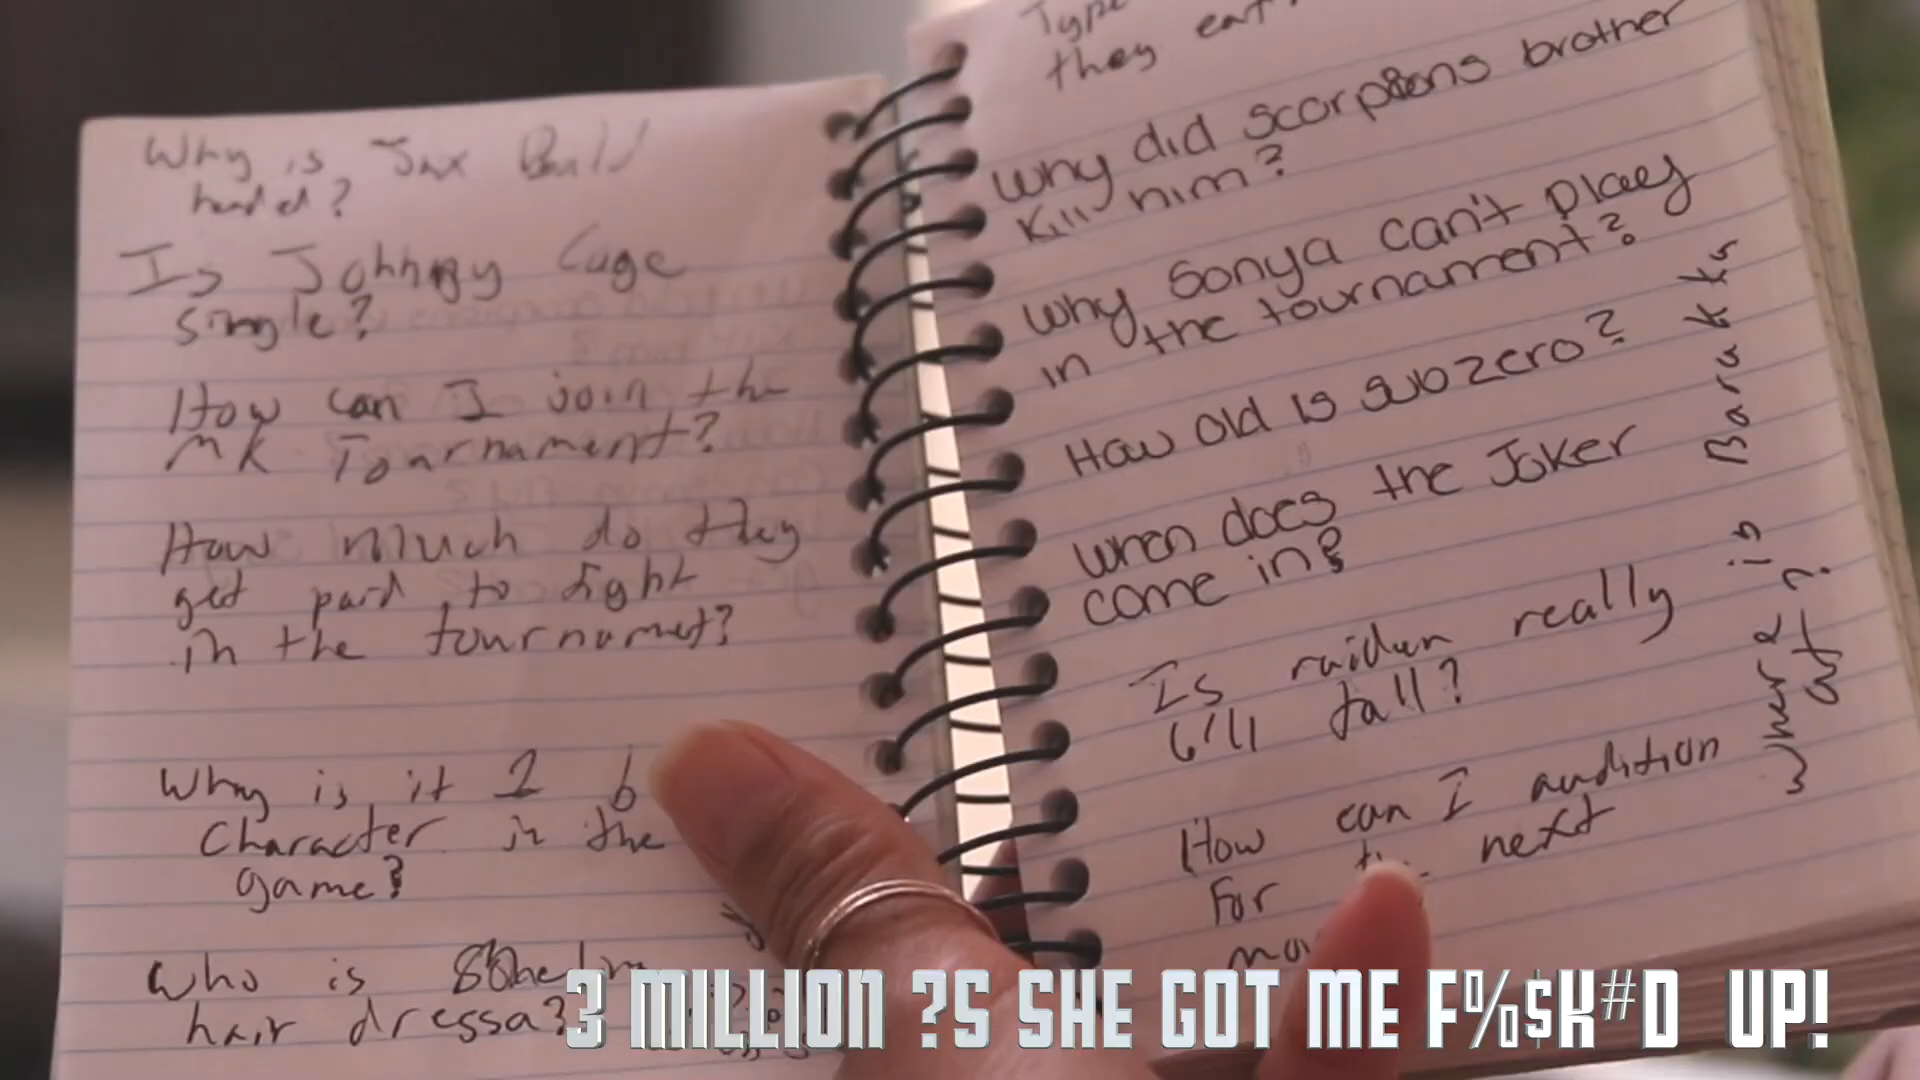 Why is Jax Bald
headed?
Is Johnny Cage
single?
How can I join the
MK Tournament?
How much do they
get paid to fight
in the tournament?
Why is it 2 b
Character in the
game?
Who is
hair dressa?
Type
they eat?
Why did scorpions brother
Kill him?
Why Sonya can't play
in the tournament?
How old is subzero?
When does the Joker
come in?
Is raiden really
6'11 tall?
How can I audition
For next
Where is Barakka
at?
3 MILLION ?S SHE GOT ME F%$K#D UP!